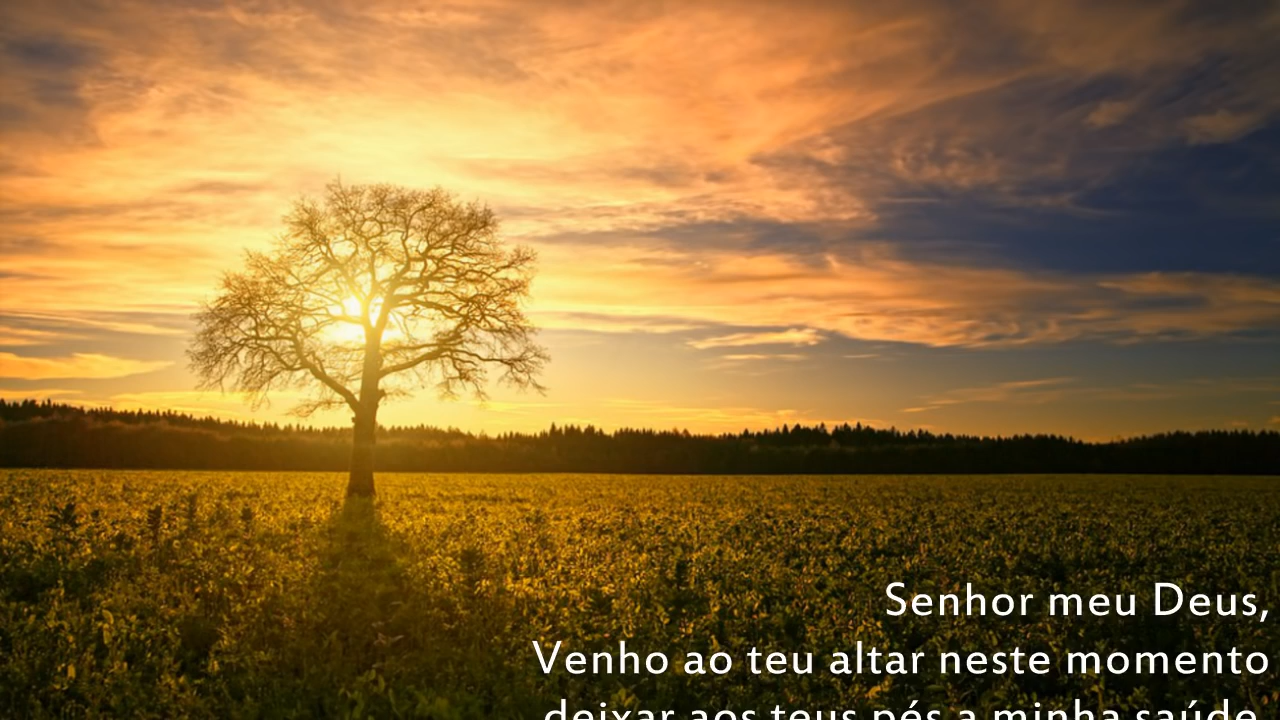 Senhor meu Deus,
Venho ao teu altar neste momento
deixar aos teus pés a minha saúde,